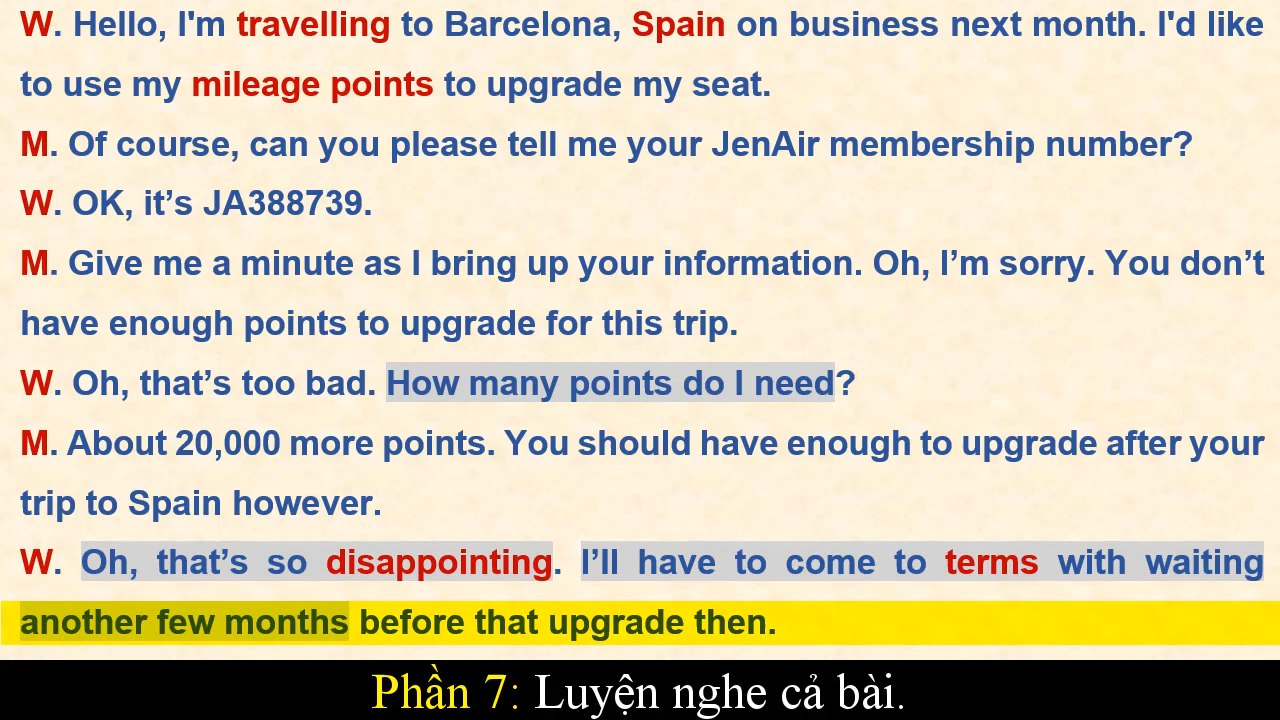 W. Hello, I'm travelling to Barcelona, Spain on business next month. I'd like
to use my mileage points to upgrade my seat.
M. Of course, can you please tell me your JenAir membership number?
W. OK, it’s JA388739.
M. Give me a minute as I bring up your information. Oh, I’m sorry. You don’t
have enough points to upgrade for this trip.
W. Oh, that’s too bad. How many points do I need?
M. About 20,000 more points. You should have enough to upgrade after your
trip to Spain however.
W. Oh, that’s so disappointing. I’ll have to come to terms with waiting
another few months before that upgrade then.
Phần 7: Luyện nghe cả bài.